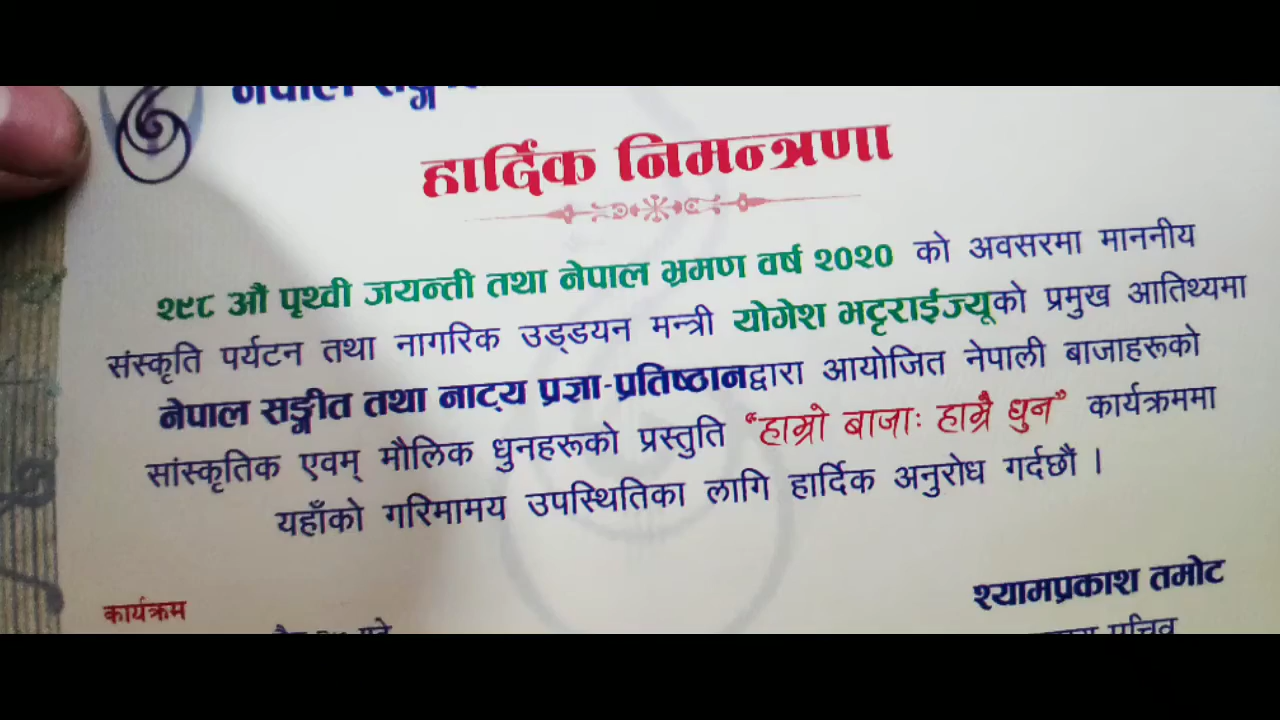 नेपाल
हार्दिक निमन्त्रणा
२९८ औं पृथ्वी जयन्ती तथा नेपाल भ्रमण वर्ष २०२० को अवसरमा माननीय
संस्कृति पर्यटन तथा नागरिक उड्डयन मन्त्री योगेश भट्टराईज्यूको प्रमुख आतिथ्यमा
नेपाल सङ्गीत तथा नाट्य प्रज्ञा-प्रतिष्ठानद्वारा आयोजित नेपाली बाजाहरूको
सांस्कृतिक एवम् मौलिक धुनहरूको प्रस्तुति “हाम्रो बाजाः हाम्रै धुन” कार्यक्रममा
यहाँको गरिमामय उपस्थितिका लागि हार्दिक अनुरोध गर्दछौं ।
श्यामप्रकाश तमोट
कार्यक्रम